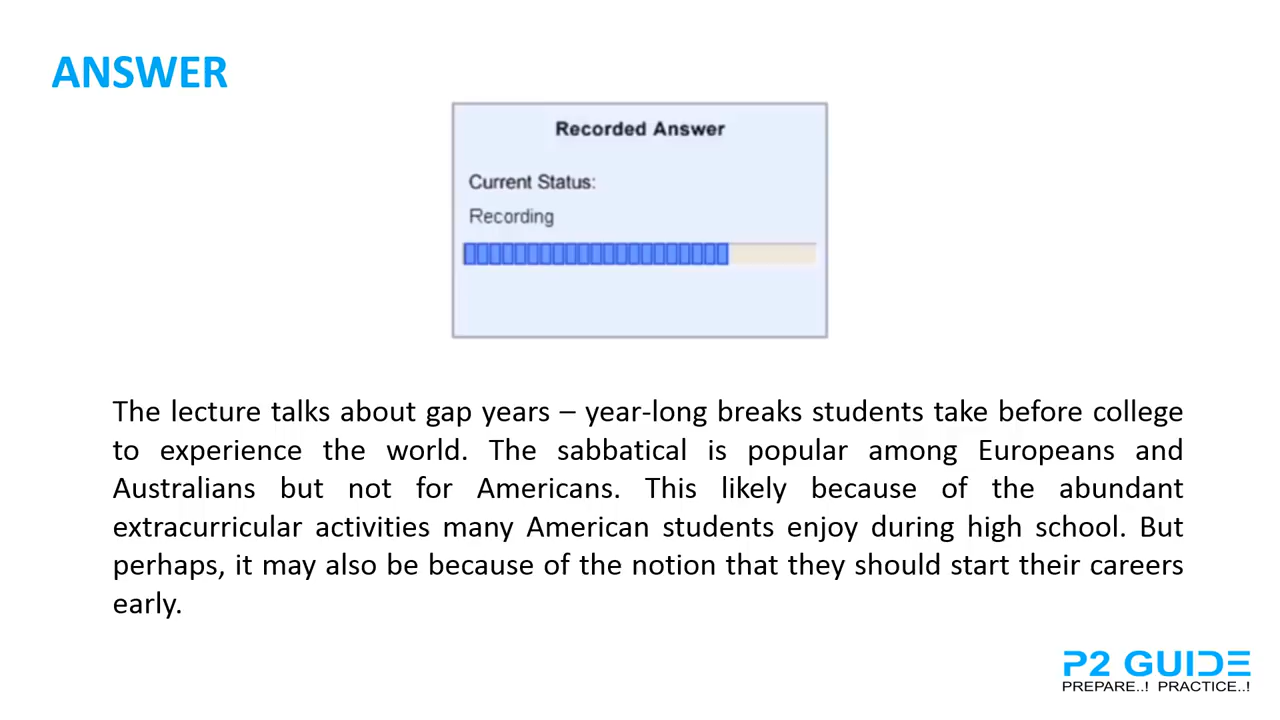 ANSWER
Recorded Answer
Current Status:
Recording
The lecture talks about gap years – year-long breaks students take before college
to experience the world. The sabbatical is popular among Europeans and
Australians but not for Americans. This likely because of the abundant
extracurricular activities many American students enjoy during high school. But
perhaps, it may also be because of the notion that they should start their careers
early.
P2 GUIDE
PREPARE..! PRACTICE..!